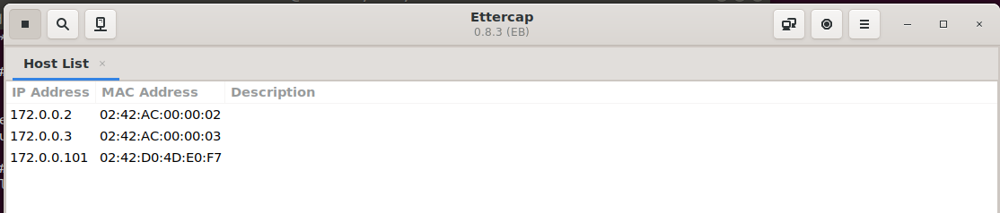 Ettercap
0.8.3 (EB)
Host List ×
IP Address MAC Address Description
172.0.0.2 02:42:AC:00:00:02
172.0.0.3 02:42:AC:00:00:03
172.0.0.101 02:42:D0:4D:E0:F7